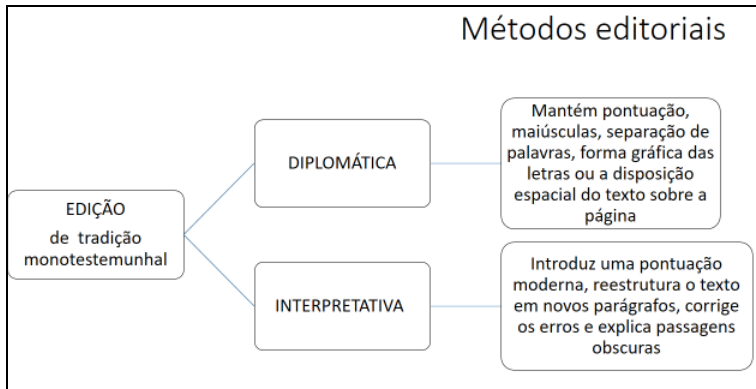 Métodos editoriais
EDIÇÃO
de tradição
monotestemunhal
DIPLOMÁTICA
Mantém pontuação,
maiúsculas, separação de
palavras, forma gráfica das
letras ou a disposição
espacial do texto sobre a
página
INTERPRETATIVA
Introduz uma pontuação
moderna, reestrutura o texto
em novos parágrafos, corrige
os erros e explica passagens
obscuras